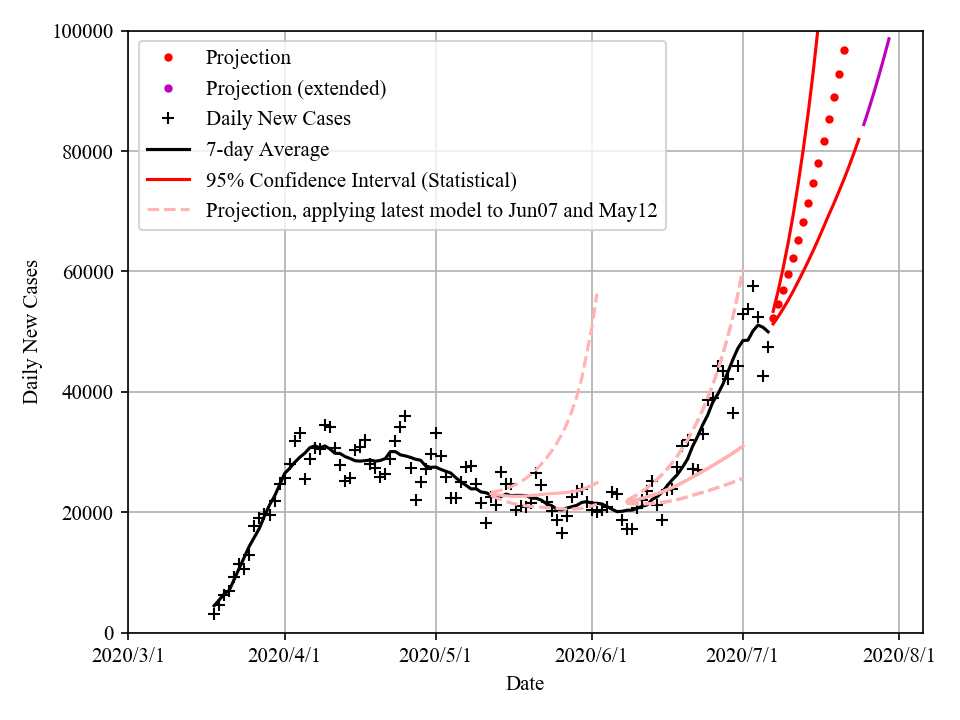 Projection
Projection (extended)
Daily New Cases
7-day Average
95% Confidence Interval (Statistical)
Projection, applying latest model to Jun07 and May12
100000
80000
60000
40000
20000
0
Daily New Cases
2020/3/1 2020/4/1 2020/5/1 2020/6/1 2020/7/1 2020/8/1
Date